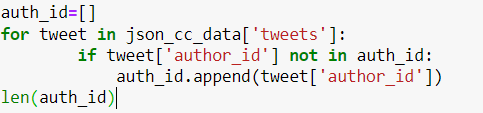 auth_id=[]
for tweet in json_cc_data['tweets']:
        if tweet['author_id'] not in auth_id:
            auth_id.append(tweet['author_id'])
len(auth_id)